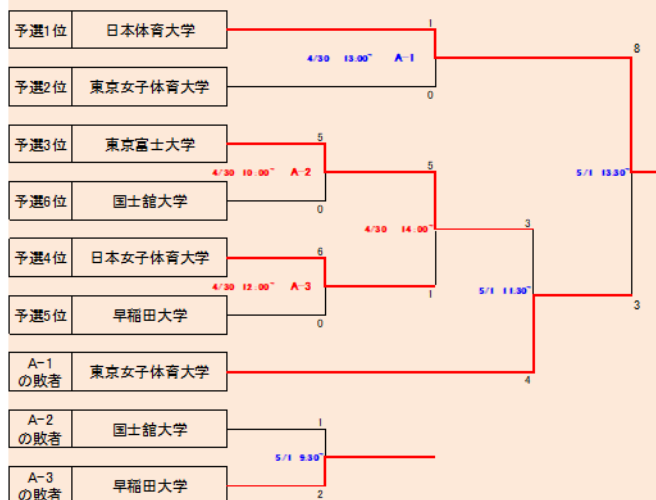 予選1位 日本体育大学
1
8
4/30 13:00~ A-1
予選2位 東京女子体育大学
0
予選3位 東京富士大学
5
4/30 10:00~ A-2
5
5/1 13:30~
予選6位 国士舘大学
0
4/30 14:00~
3
予選4位 日本女子体育大学
6
4/30 12:00~ A-3
1
5/1 11:30~
3
予選5位 早稲田大学
0
A-1
の敗者
東京女子体育大学
4
A-2
の敗者
国士舘大学
1
5/1 9:30~
A-3
の敗者
早稲田大学
2